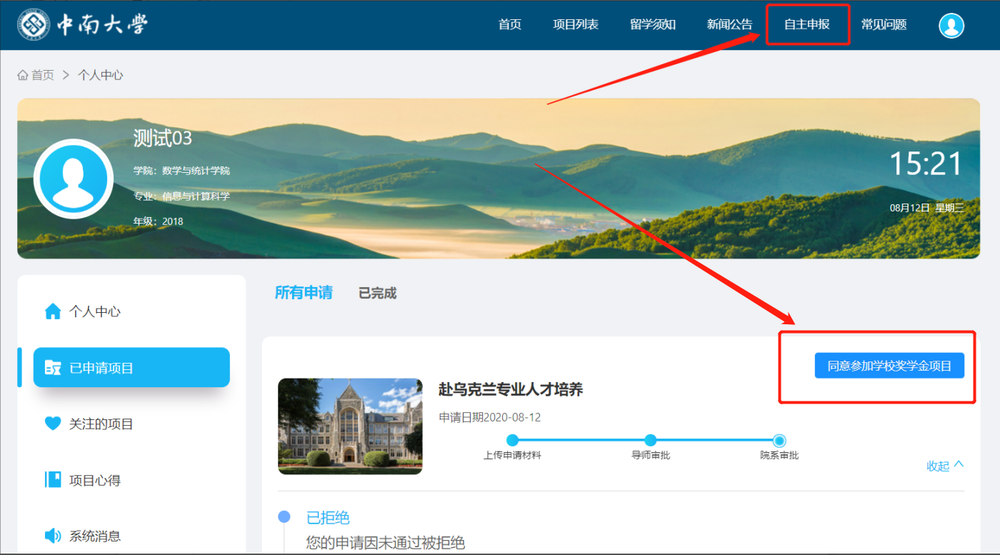 中南大學
首页 项目列表 留学须知 新闻公告 自主申报 常见问题
首页 > 个人中心
测试03
学院：数学与统计学院
专业：信息与计算科学
年级：2018
15:21
08月12日 星期三
个人中心
已申请项目
关注的项目
项目心得
系统消息
所有申请 已完成
同意参加学校奖学金项目
赴乌克兰专业人才培养
申请日期2020-08-12
上传申请材料 导师审批 院系审批
收起
已拒绝
您的申请因未通过被拒绝